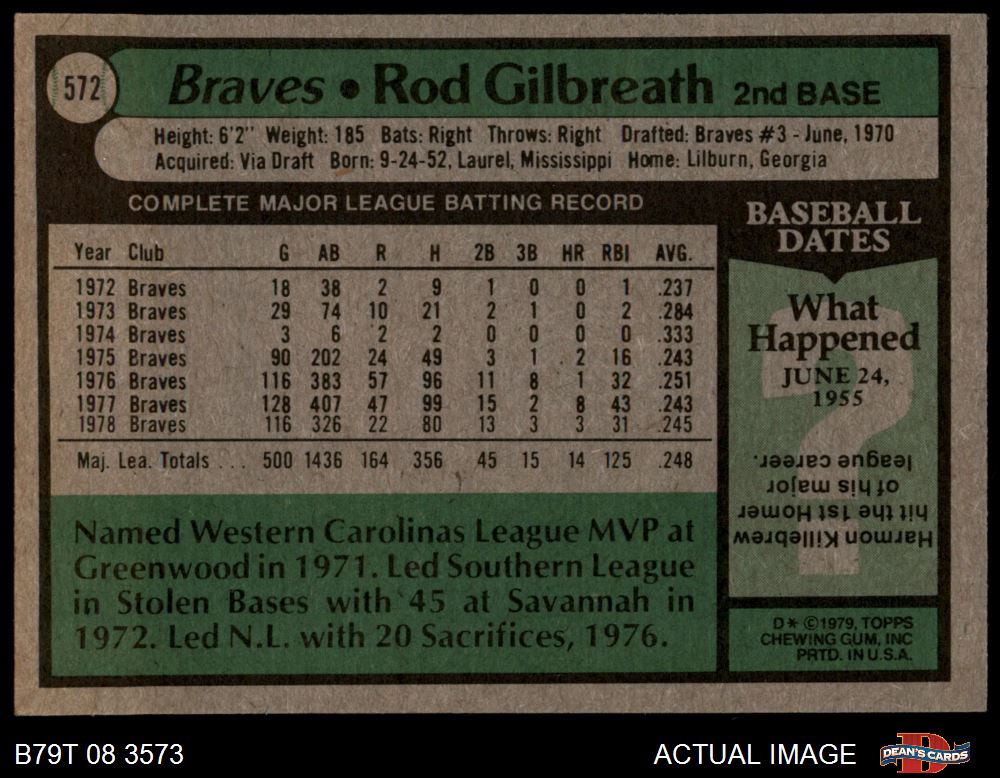 572
Braves • Rod Gilbreath 2nd BASE
Height: 6'2" Weight: 185 Bats: Right Throws: Right Drafted: Braves #3 - June, 1970
Acquired: Via Draft Born: 9-24-52, Laurel, Mississippi Home: Lilburn, Georgia
COMPLETE MAJOR LEAGUE BATTING RECORD
Year Club G AB R H 2B 3B HR RBI AVG.
1972 Braves 18 38 2 9 1 0 0 1 .237
1973 Braves 29 74 10 21 2 1 0 2 .284
1974 Braves 3 6 2 2 0 0 0 0 .333
1975 Braves 90 202 24 49 3 1 2 16 .243
1976 Braves 116 383 57 96 11 8 1 32 .251
1977 Braves 128 407 47 99 15 2 8 43 .243
1978 Braves 116 326 22 80 13 3 3 31 .245
Maj. Lea. Totals ... 500 1436 164 356 45 15 14 125 .248
Named Western Carolinas League MVP at
Greenwood in 1971. Led Southern League
in Stolen Bases with 45 at Savannah in
1972. Led N.L. with 20 Sacrifices, 1976.
BASEBALL
DATES
What
Happened
JUNE 24,
1955
?
Harmon Killebrew
hit the 1st Homer
of his major
league career.
D* ©1979, TOPPS
CHEWING GUM, INC
PRTD. IN U.S.A.
B79T 08 3573
ACTUAL IMAGE
DEAN'S CARDS